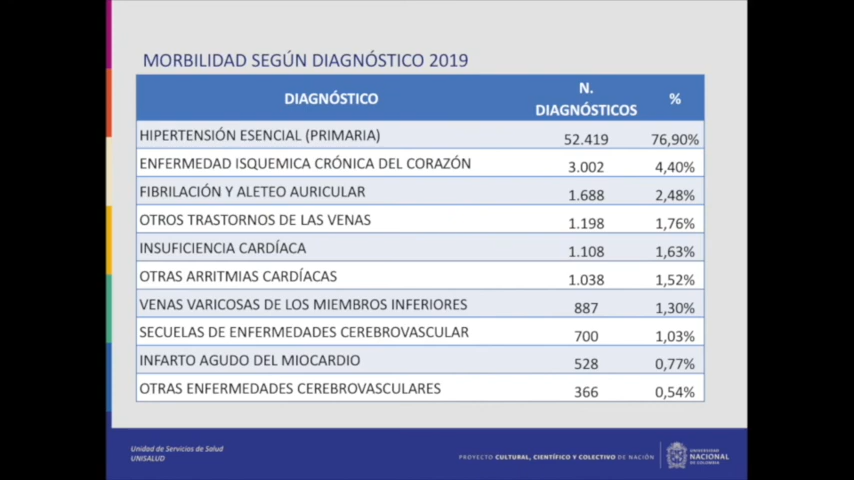 MORBILIDAD SEGÚN DIAGNÓSTICO 2019
DIAGNÓSTICO N. DIAGNÓSTICOS %
HIPERTENSIÓN ESENCIAL (PRIMARIA) 52.419 76,90%
ENFERMEDAD ISQUEMICA CRÓNICA DEL CORAZÓN 3.002 4,40%
FIBRILACIÓN Y ALETEO AURICULAR 1.688 2,48%
OTROS TRASTORNOS DE LAS VENAS 1.198 1,76%
INSUFICIENCIA CARDÍACA 1.108 1,63%
OTRAS ARRITMIAS CARDÍACAS 1.038 1,52%
VENAS VARICOSAS DE LOS MIEMBROS INFERIORES 887 1,30%
SECUELAS DE ENFERMEDADES CEREBROVASCULAR 700 1,03%
INFARTO AGUDO DEL MIOCARDIO 528 0,77%
OTRAS ENFERMEDADES CEREBROVASCULARES 366 0,54%
Unidad de Servicios de Salud
UNISALUD
PROYECTO CULTURAL, CIENTÍFICO Y COLECTIVO DE NACIÓN
UNIVERSIDAD
NACIONAL
DE COLOMBIA